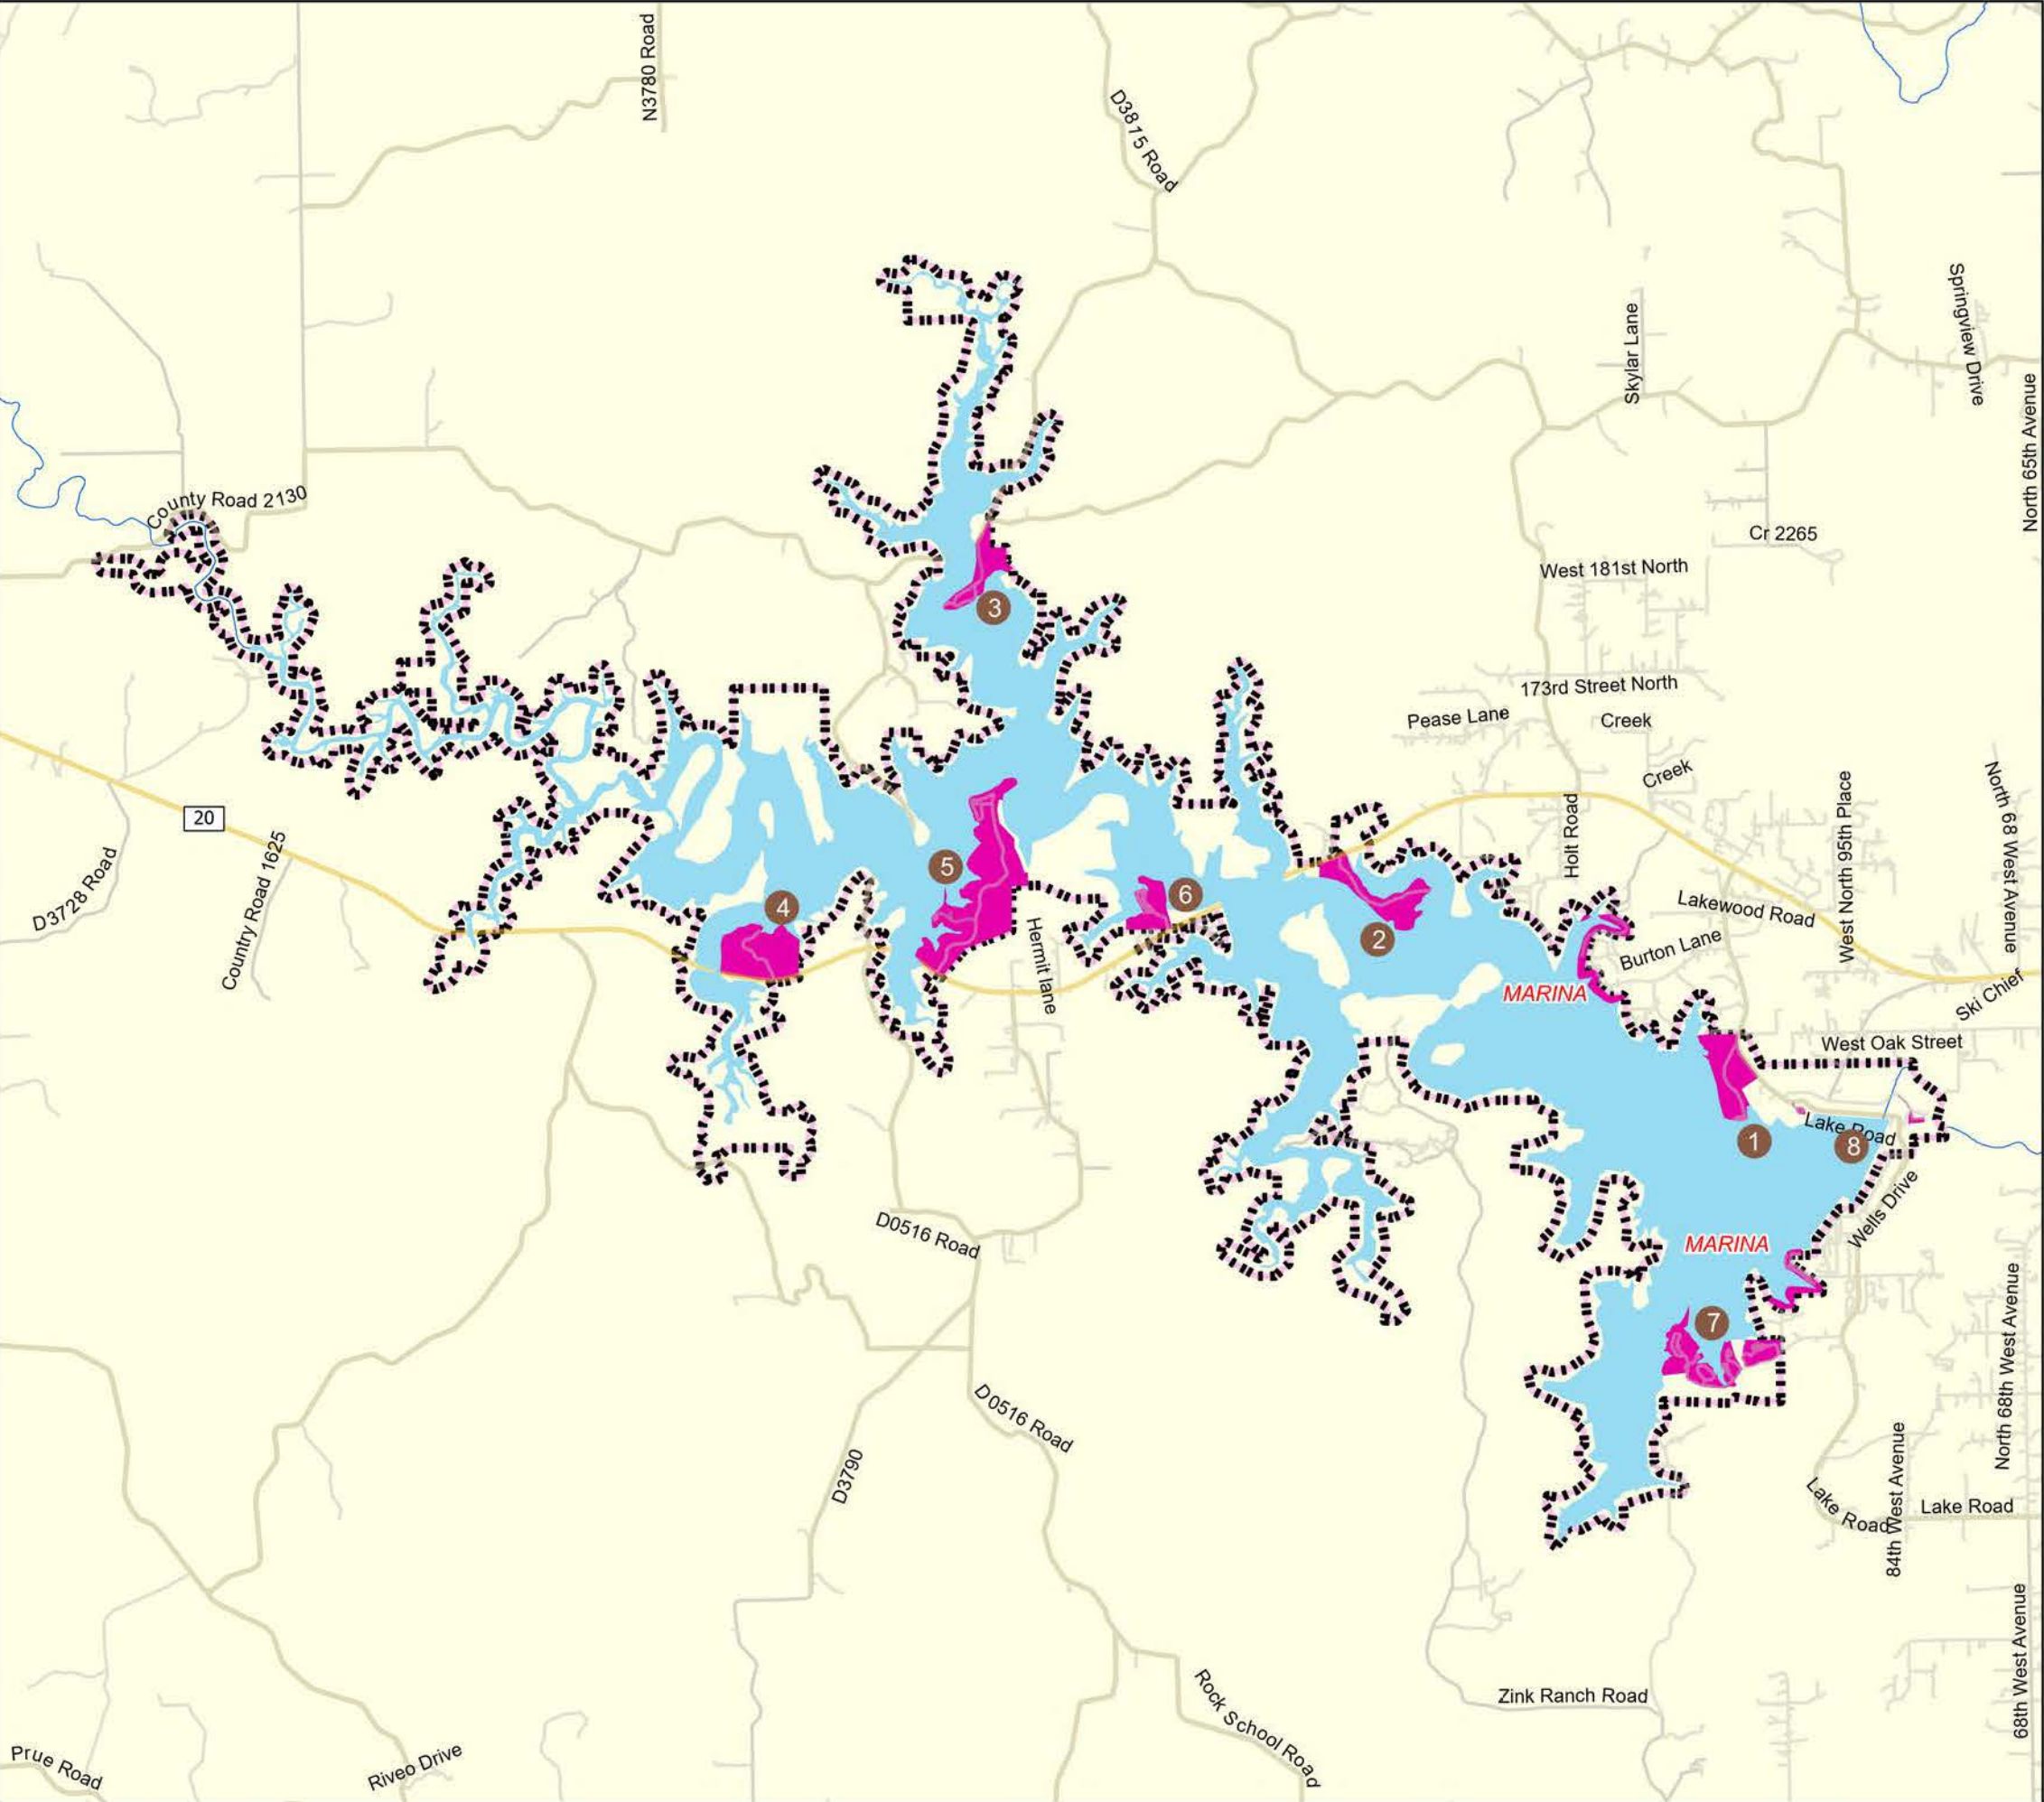 N3780 Road
D3815 Road
Springview Drive
Skylar Lane
North 65th Avenue
County Road 2130
Cr 2265
West 181st North
3
173rd Street North
Pease Lane
Creek
Creek
North 68 West Avenue
West North 95th Place
Holt Road
20
Country Road 1625
D3728 Road
5
4
6
2
Lakewood Road
Burton Lane
Hermit lane
MARINA
Ski Chief
West Oak Street
Lake Road
1
8
Wells Drive
D0516 Road
MARINA
7
North 68th West Avenue
D0516 Road
D3790
84th West Avenue
Lake Road
Lake Road
68th West Avenue
Zink Ranch Road
Rock School Road
Prue Road
Riveo Drive